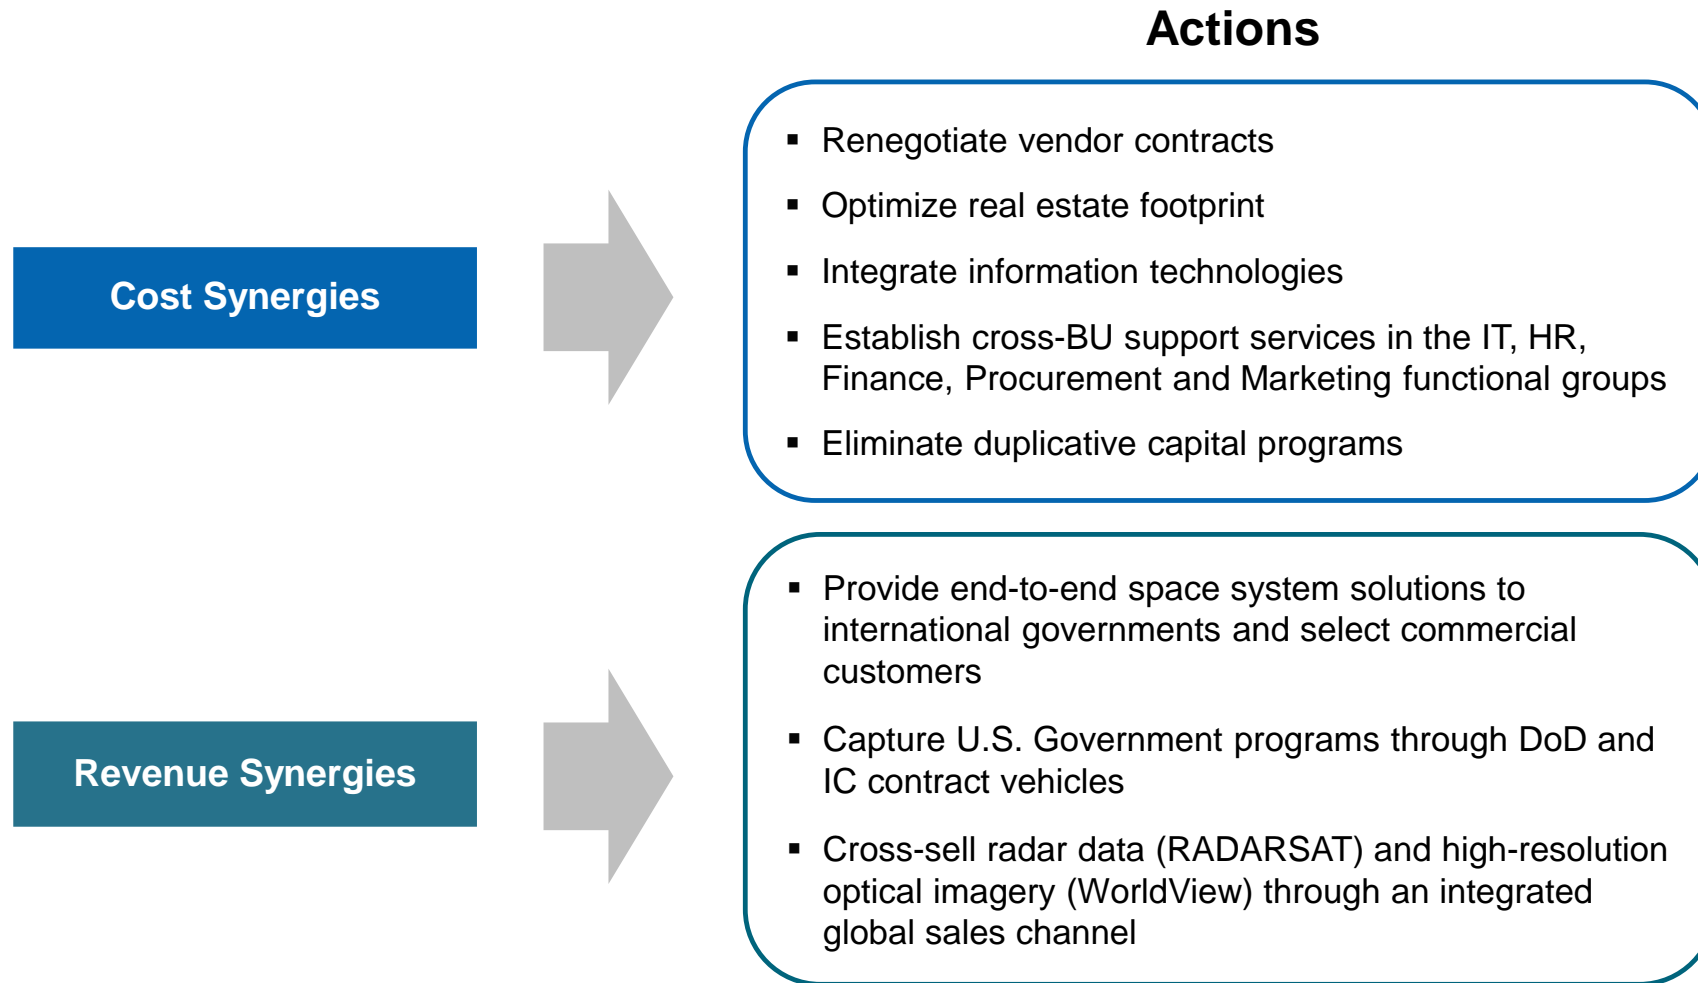 Actions
Cost Synergies
▪ Renegotiate vendor contracts
▪ Optimize real estate footprint
▪ Integrate information technologies
▪ Establish cross-BU support services in the IT, HR,
Finance, Procurement and Marketing functional groups
▪ Eliminate duplicative capital programs
Revenue Synergies
▪ Provide end-to-end space system solutions to
international governments and select commercial
customers
▪ Capture U.S. Government programs through DoD and
IC contract vehicles
▪ Cross-sell radar data (RADARSAT) and high-resolution
optical imagery (WorldView) through an integrated
global sales channel